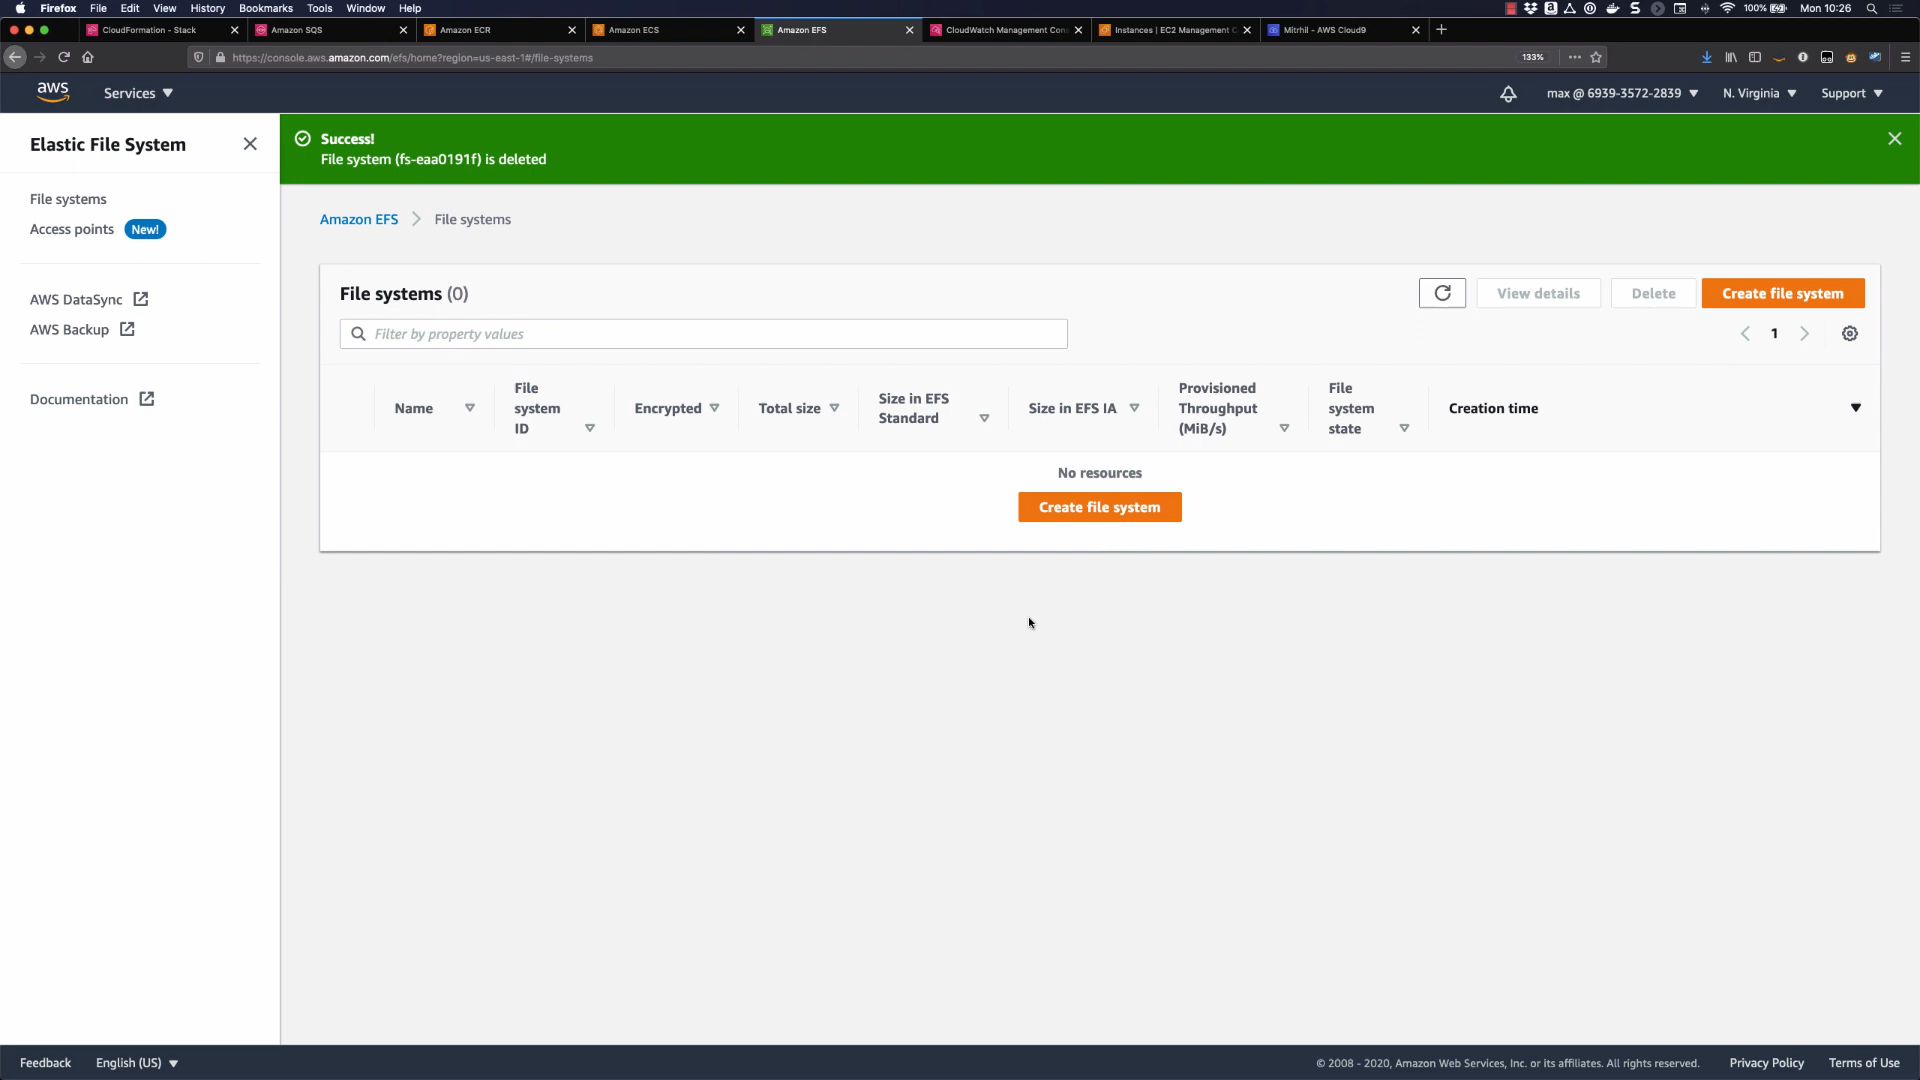 Firefox File Edit View History Bookmarks Tools Window Help
100% Mon 10:26
CloudFormation - Stack
Amazon SQS
Amazon ECR
Amazon ECS
Amazon EFS
CloudWatch Management Con
Instances | EC2 Management C
Mitrhil - AWS Cloud9
https://console.aws.amazon.com/efs/home?region=us-east-1#/file-systems
133%
aws
Services
max @ 6939-3572-2839
N. Virginia
Support
Elastic File System
File systems
Access points New!
AWS DataSync
AWS Backup
Documentation
Success!
File system (fs-eaa0191f) is deleted
Amazon EFS
File systems
File systems (0)
View details
Delete
Create file system
Filter by property values
1
Name
File system ID
Encrypted
Total size
Size in EFS Standard
Size in EFS IA
Provisioned Throughput (MiB/s)
File system state
Creation time
No resources
Create file system
Feedback
English (US)
© 2008 - 2020, Amazon Web Services, Inc. or its affiliates. All rights reserved.
Privacy Policy
Terms of Use